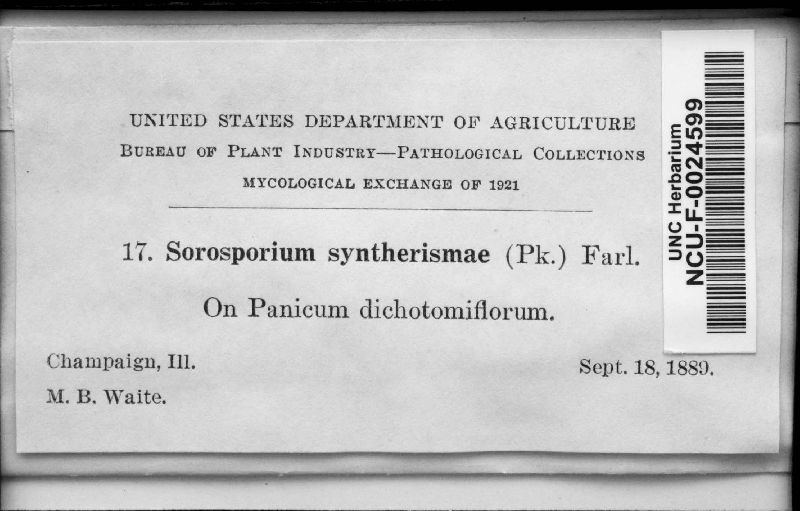 UNITED STATES DEPARTMENT OF AGRICULTURE
BUREAU OF PLANT INDUSTRY—PATHOLOGICAL COLLECTIONS
MYCOLOGICAL EXCHANGE OF 1921
17. Sorosporium syntherismae (Pk.) Farl.
On Panicum dichotomiflorum.
Champaign, Ill.
Sept. 18, 1889.
M. B. Waite.
UNC Herbarium
NCU-F-0024599